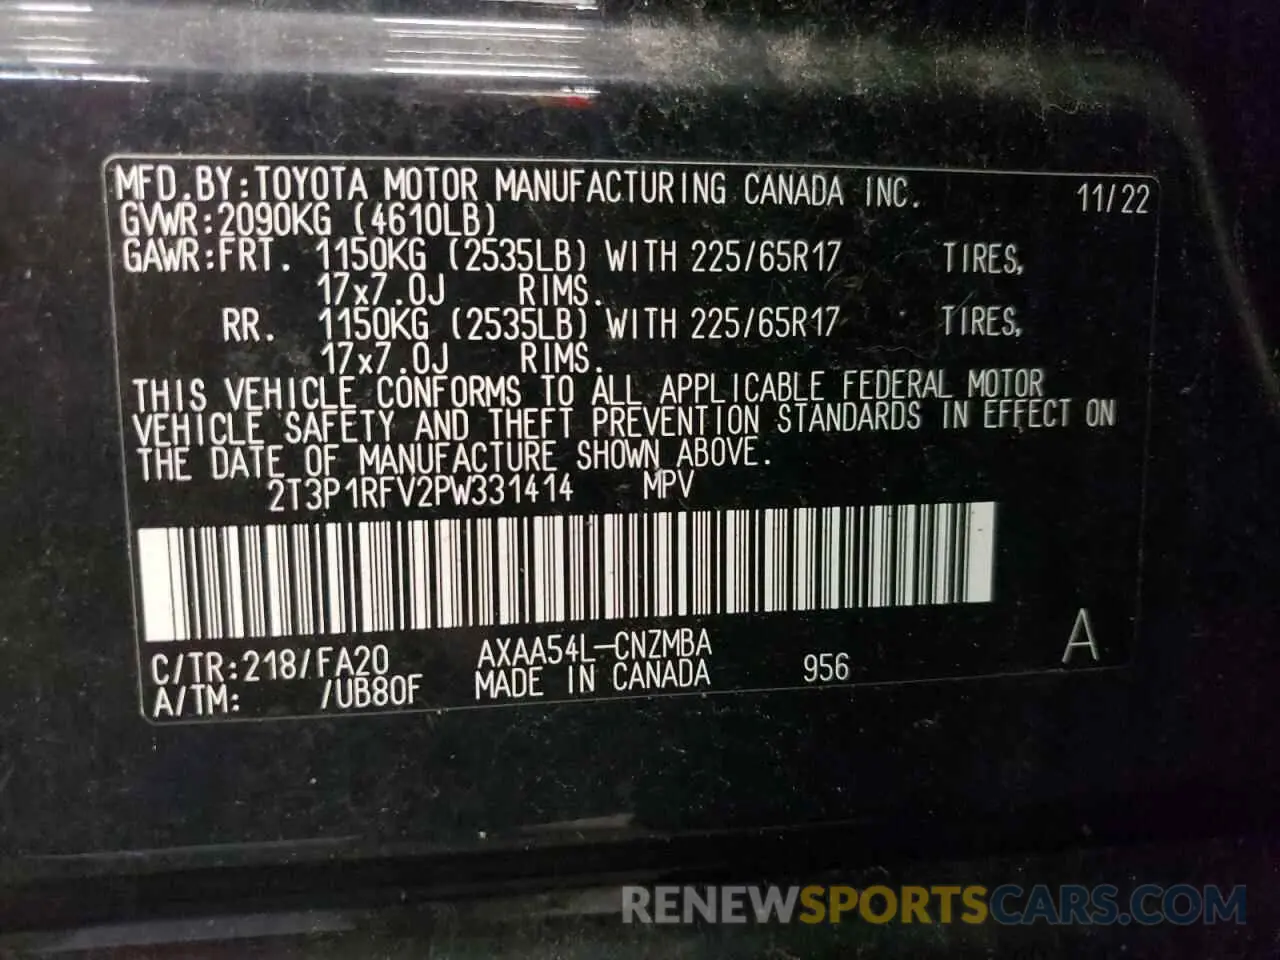 MFD.BY:TOYOTA MOTOR MANUFACTURING CANADA INC. 11/22
GVWR:2090KG (4610LB)
GAWR:FRT. 1150KG (2535LB) WITH 225/65R17 TIRES,
17x7.0J RIMS.
RR. 1150KG (2535LB) WITH 225/65R17 TIRES,
17x7.0J RIMS.
THIS VEHICLE CONFORMS TO ALL APPLICABLE FEDERAL MOTOR
VEHICLE SAFETY AND THEFT PREVENTION STANDARDS IN EFFECT ON
THE DATE OF MANUFACTURE SHOWN ABOVE.
2T3P1RFV2PW331414 MPV
C/TR:218/FA20 AXAA54L-CNZMBA 956 A
A/TM: /UB80F MADE IN CANADA
RENEWSPORTSCARS.COM